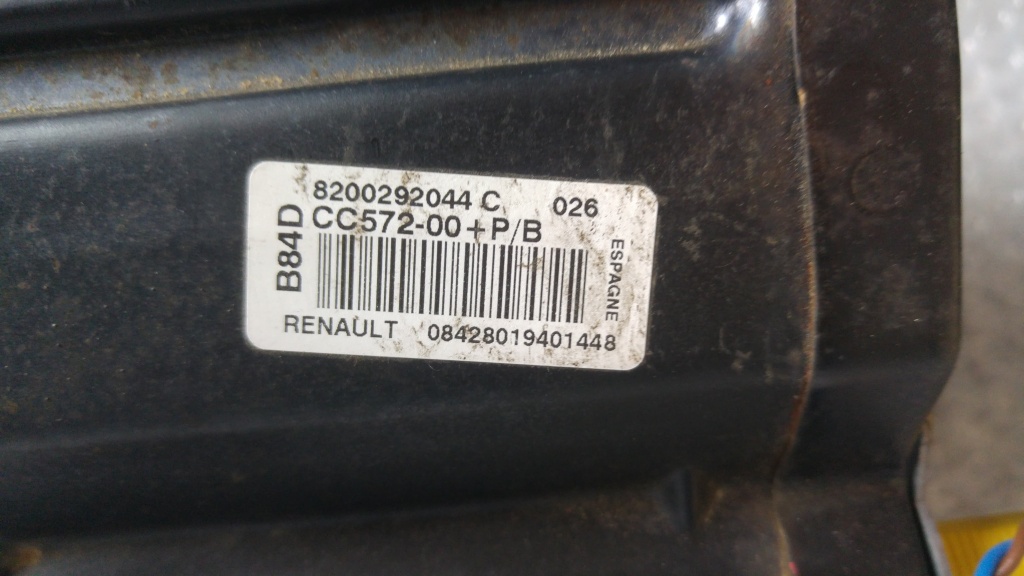 8200292044 C 026
CC572-00+P/B
B84D
ESPAGNE
RENAULT 08428019401448